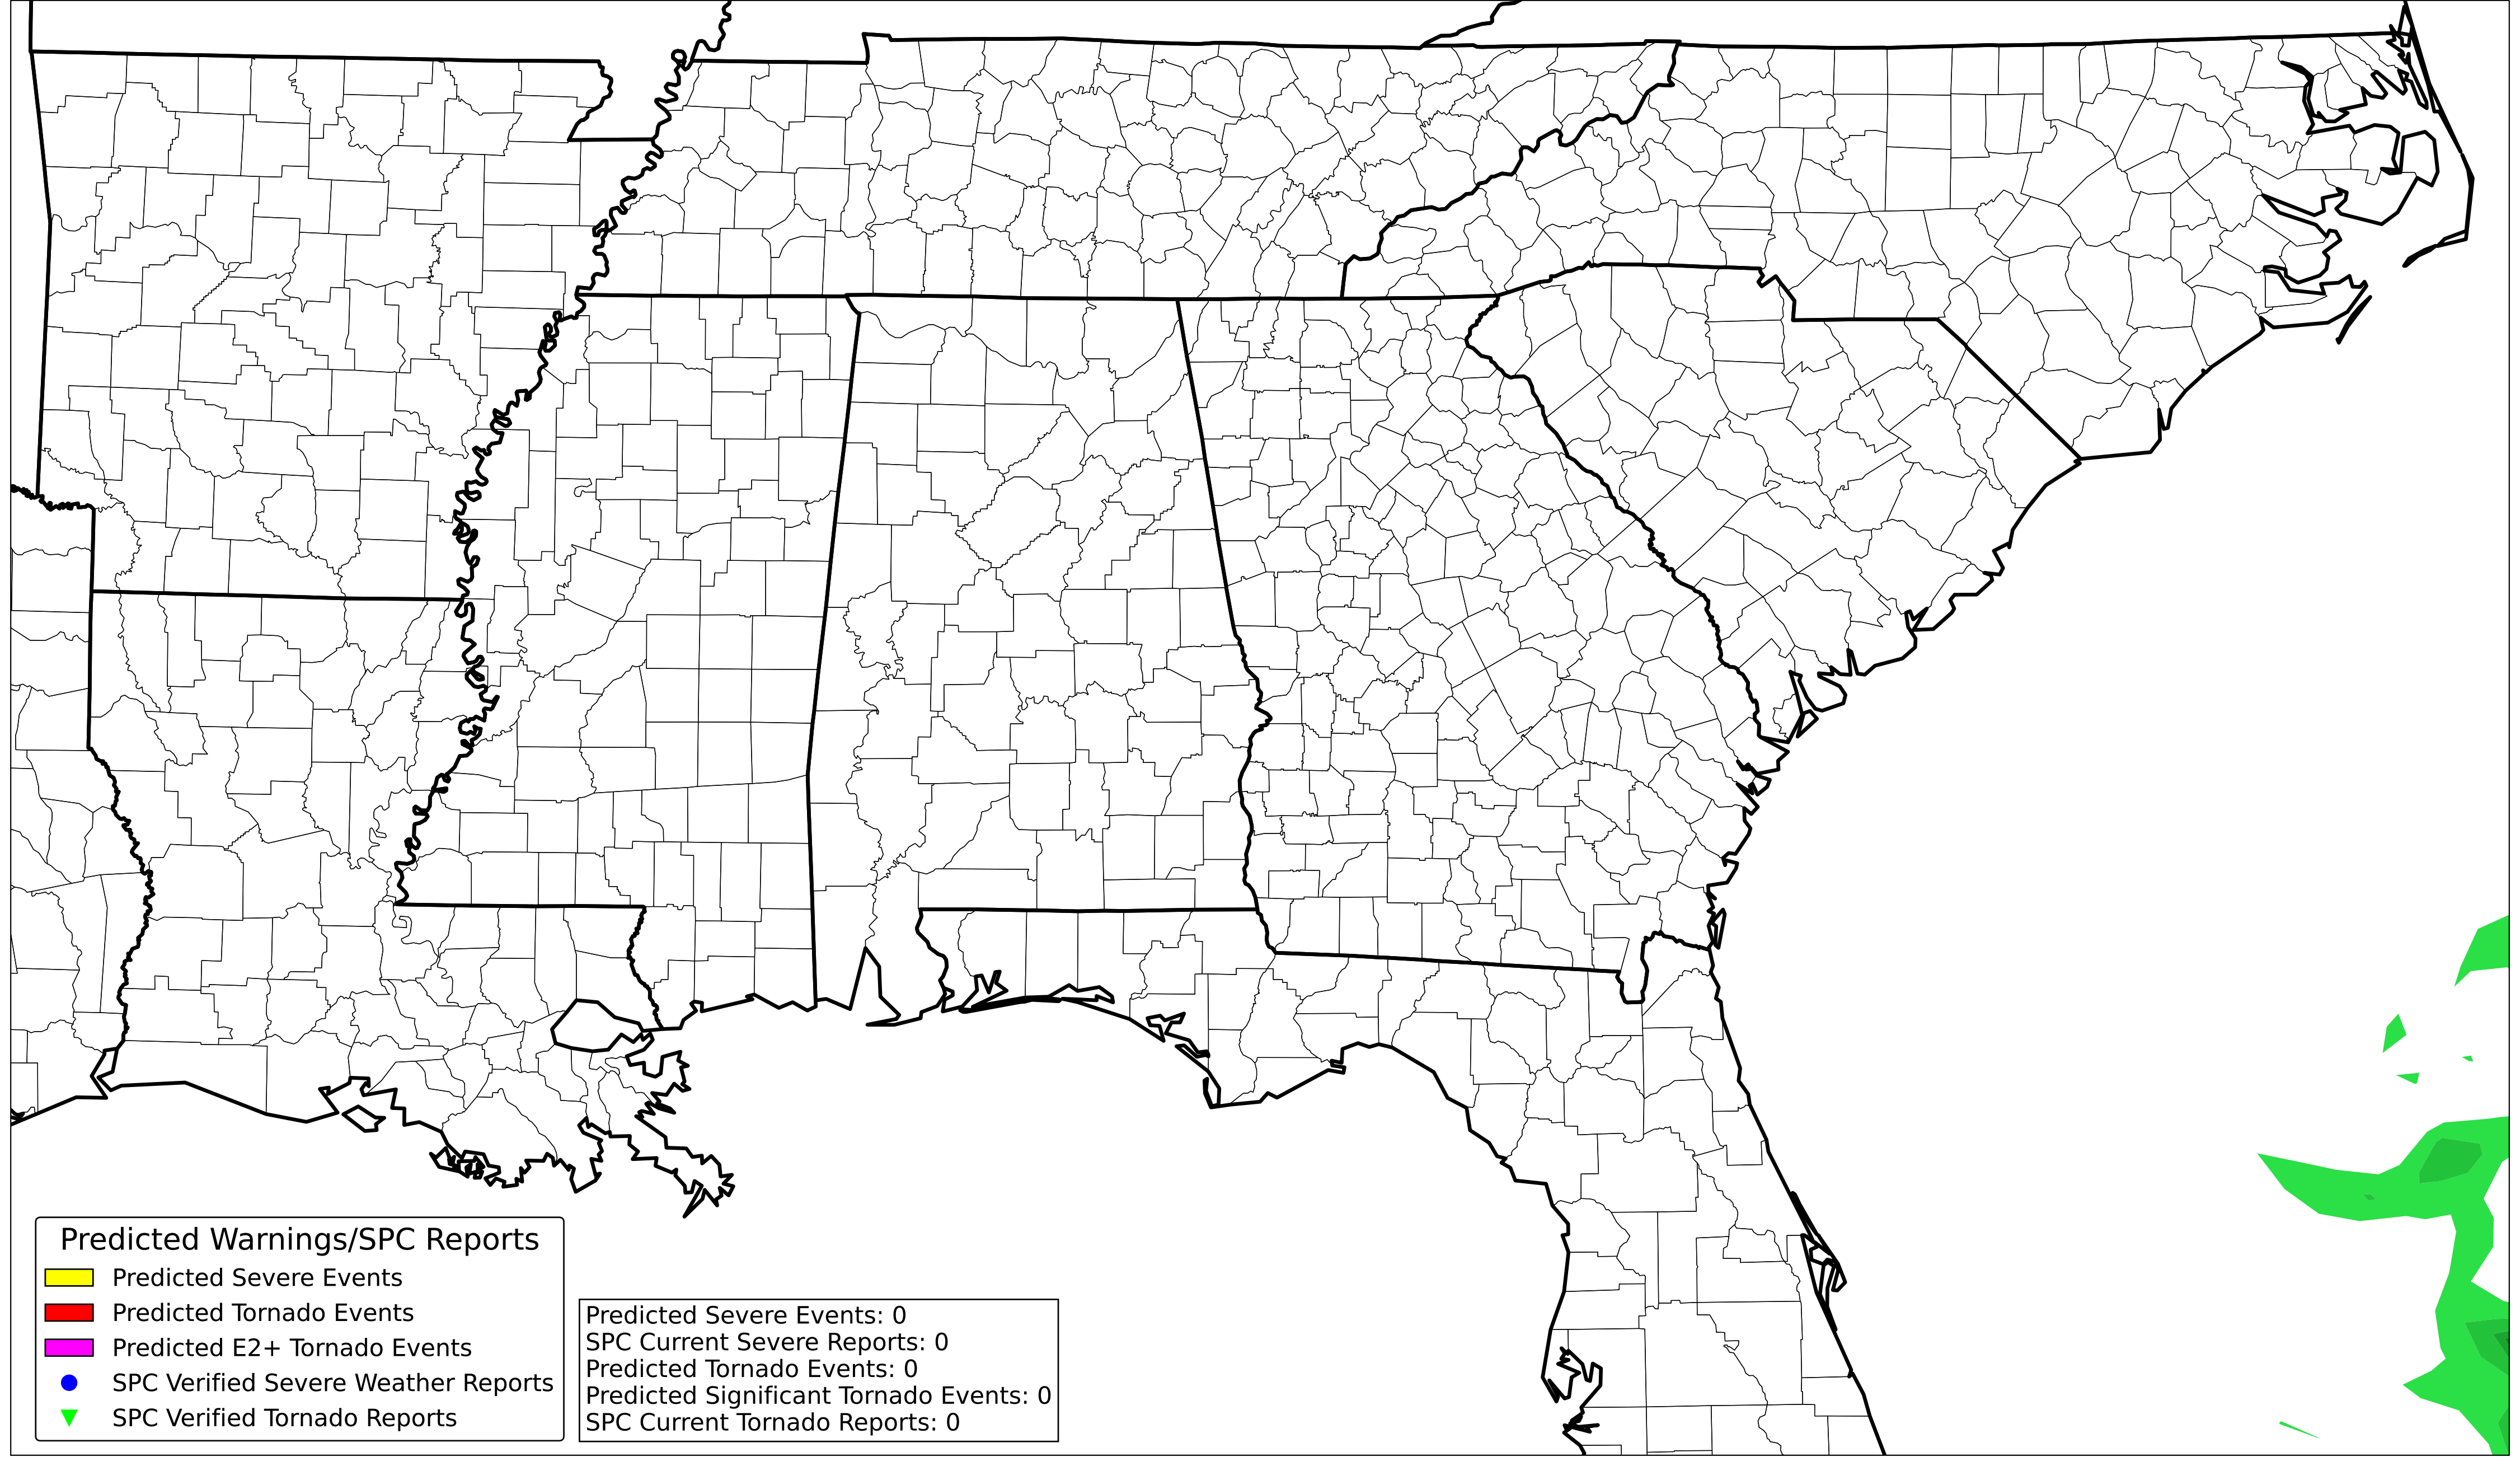 Predicted Warnings/SPC Reports
Predicted Severe Events
Predicted Tornado Events
Predicted E2+ Tornado Events
SPC Verified Severe Weather Reports
SPC Verified Tornado Reports
Predicted Severe Events: 0
SPC Current Severe Reports: 0
Predicted Tornado Events: 0
Predicted Significant Tornado Events: 0
SPC Current Tornado Reports: 0